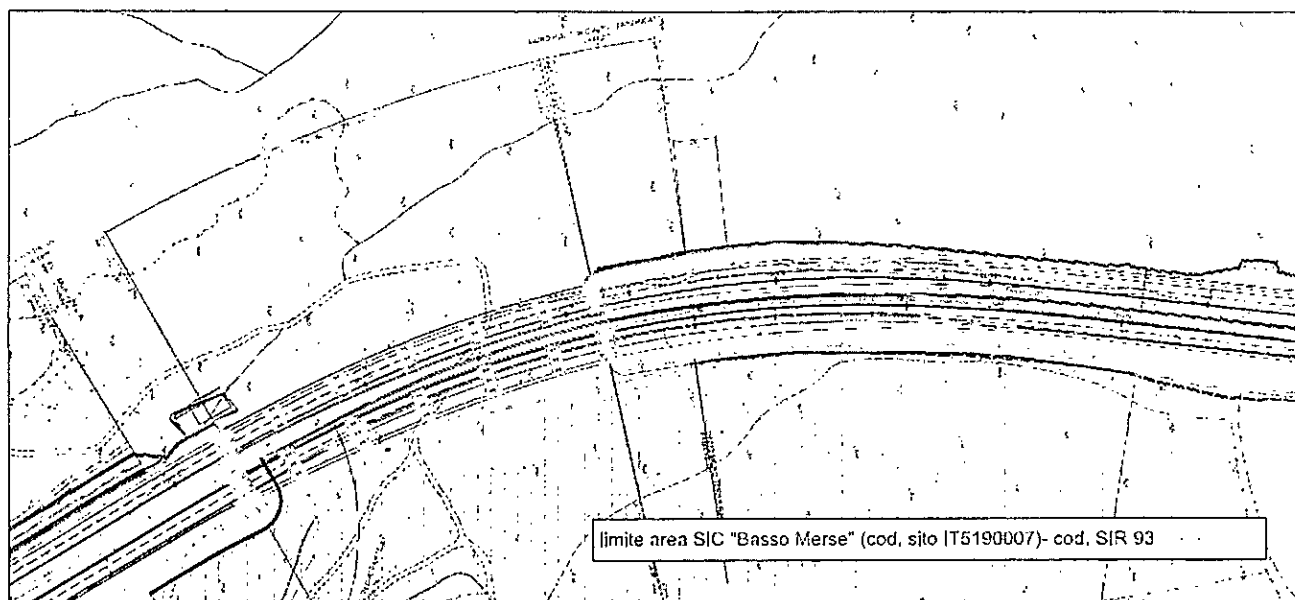 limite area SIC "Basso Merse" (cod, sito IT5190007)- cod, SIR 93